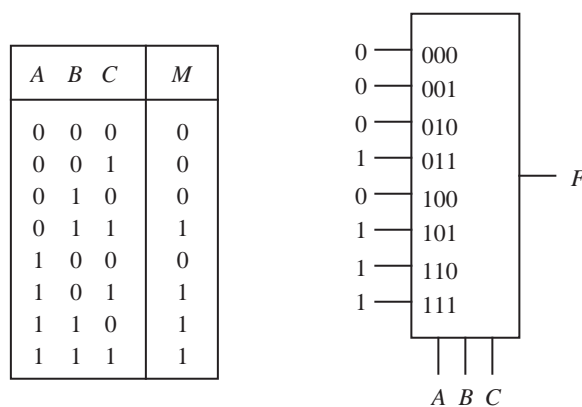 A B C M
0 0 0 0
0 0 1 0
0 1 0 0
0 1 1 1
1 0 0 0
1 0 1 1
1 1 0 1
1 1 1 1
0 000
0 001
0 010
1 011
0 100
1 101
1 110
1 111
F
A B C